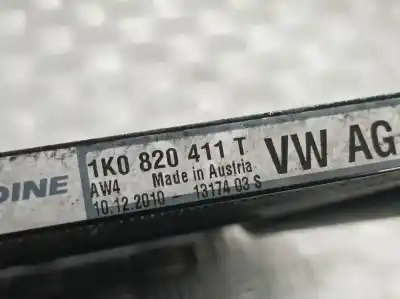 DINE 1K0 820 411 T VW AG
AW4 Made in Austria
10.12.2010 - 13174 03 S